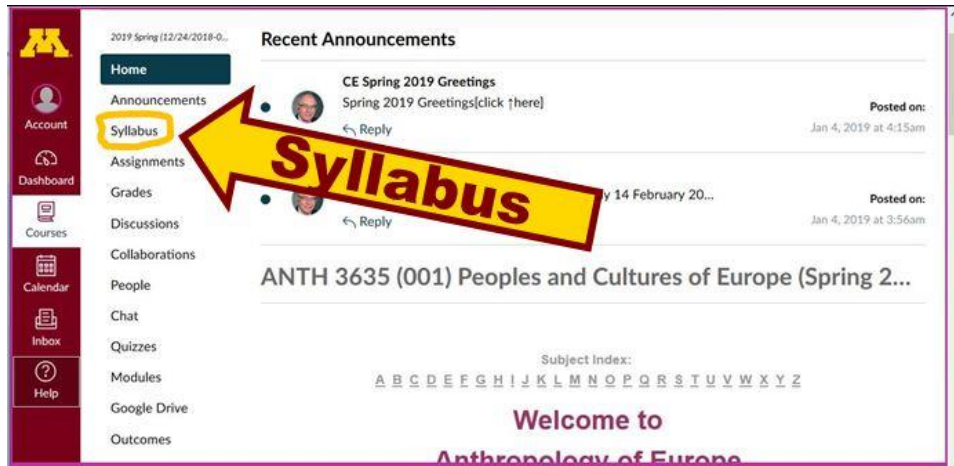 M.
Account
Dashboard
Courses
Calendar
Inbox
Help
2019 Spring (12/24/2018-0...
Home
Announcements
Syllabus
Assignments
Grades
Discussions
Collaborations
People
Chat
Quizzes
Modules
Google Drive
Outcomes
Recent Announcements
CE Spring 2019 Greetings
Spring 2019 Greetings[click ↑here]
Reply
Posted on:
Jan 4, 2019 at 4:15am
Syllabus
y 14 February 20...
Reply
Posted on:
Jan 4, 2019 at 3:56am
ANTH 3635 (001) Peoples and Cultures of Europe (Spring 2...
Subject Index:
A B C D E F G H I J K L M N O P Q R S T U V W X Y Z
Welcome to
Anthropology of Europe